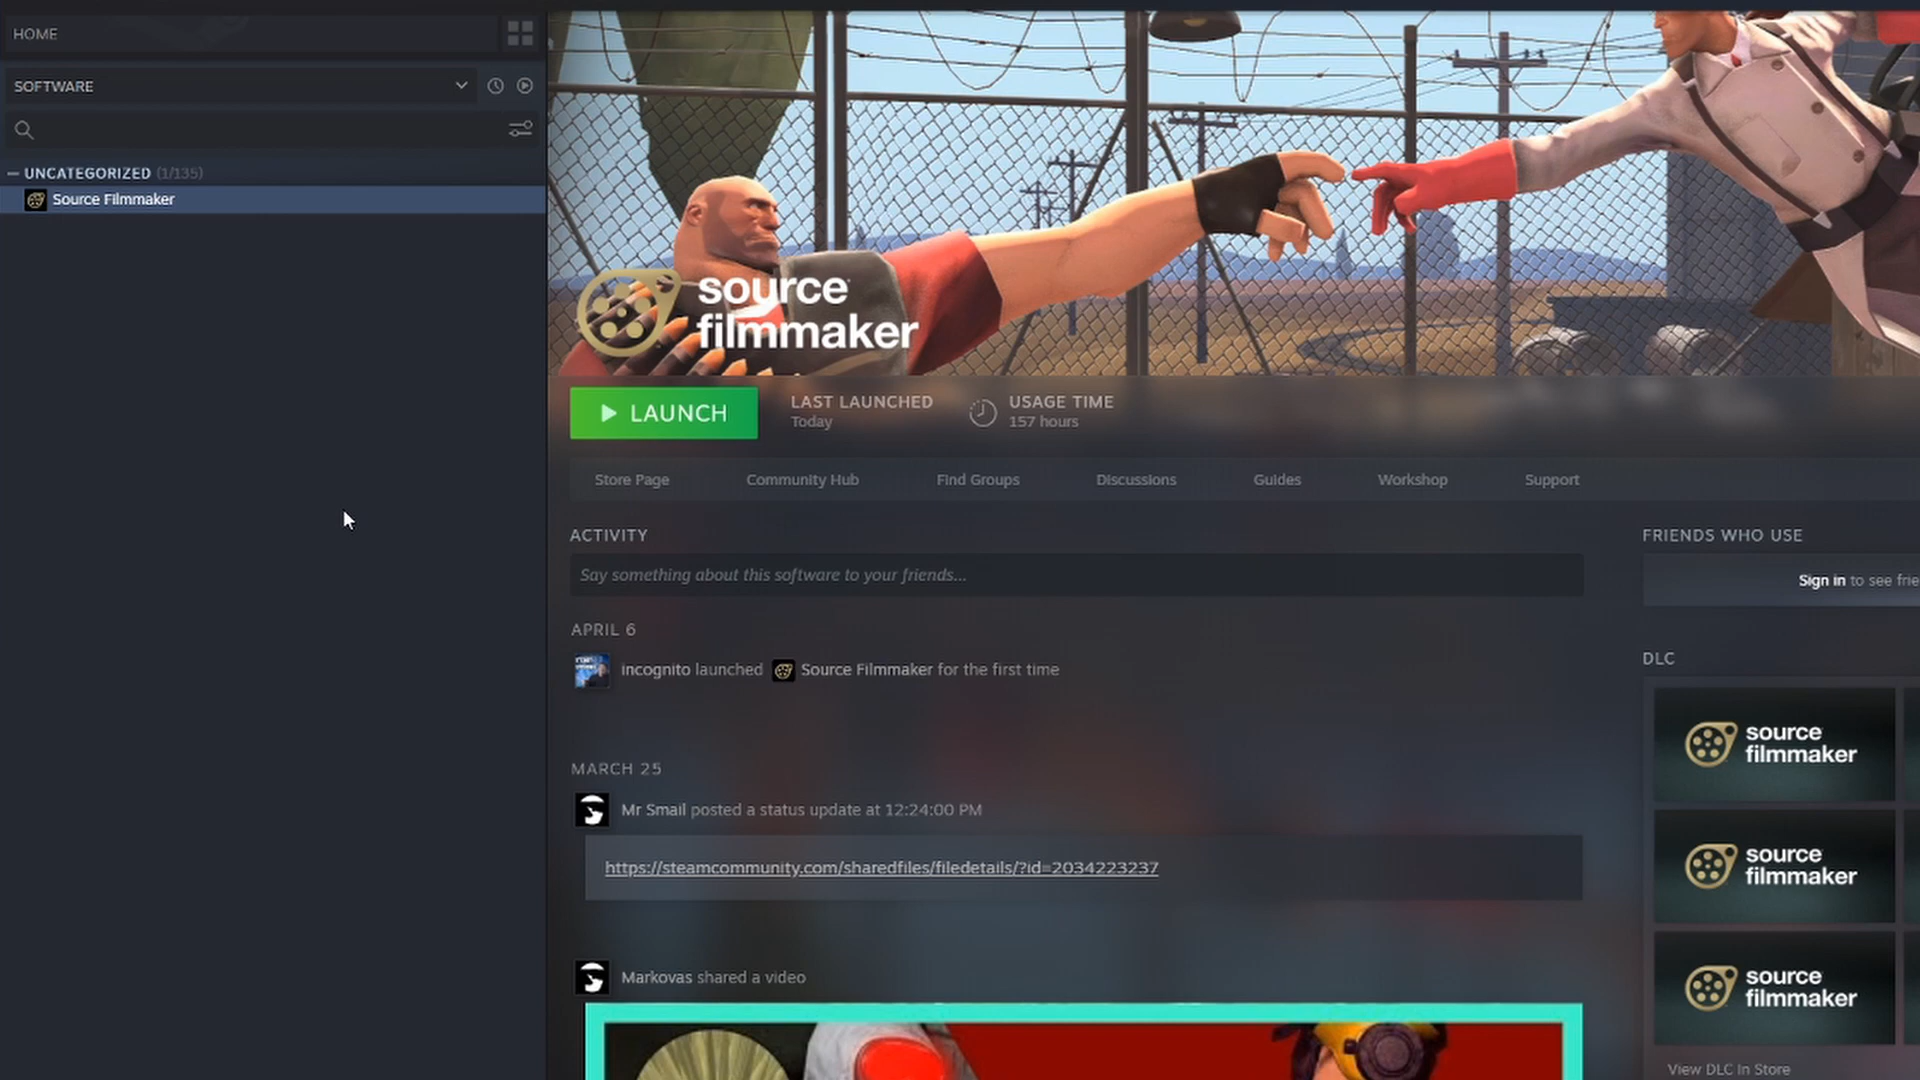 HOME
SOFTWARE
UNCATEGORIZED (1/135)
Source Filmmaker
source
filmmaker
LAUNCH
LAST LAUNCHED
Today
USAGE TIME
157 hours
Store Page
Community Hub
Find Groups
Discussions
Guides
Workshop
Support
ACTIVITY
Say something about this software to your friends...
APRIL 6
incognito launched Source Filmmaker for the first time
MARCH 25
Mr Smail posted a status update at 12:24:00 PM
https://steamcommunity.com/sharedfiles/filedetails/?id=2034223237
Markovas shared a video
FRIENDS WHO USE
Sign in to see frie
DLC
source
filmmaker
source
filmmaker
source
filmmaker
View DLC In Store